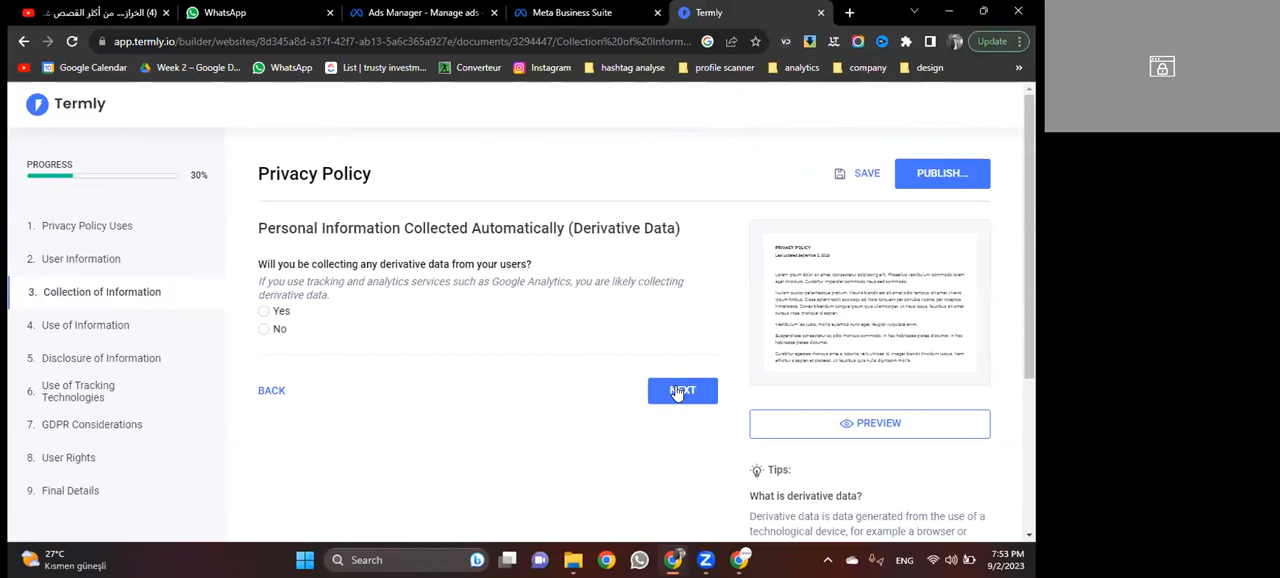 (4) الخراز... من أكثر القصص غـ
WhatsApp
Ads Manager - Manage ads -
Meta Business Suite
Termly
app.termly.io/builder/websites/8d345a8d-a37f-42f7-ab13-5a6c365a927e/documents/3294447/Collection%20of%20Inform...
Update
Google Calendar
Week 2 – Google D...
WhatsApp
List | trusty investm...
Converteur
Instagram
hashtag analyse
profile scanner
analytics
company
design
»
Termly
PROGRESS
30%
1. Privacy Policy Uses
2. User Information
3. Collection of Information
4. Use of Information
5. Disclosure of Information
6. Use of Tracking Technologies
7. GDPR Considerations
8. User Rights
9. Final Details
Privacy Policy
SAVE
PUBLISH...
Personal Information Collected Automatically (Derivative Data)
Will you be collecting any derivative data from your users?
If you use tracking and analytics services such as Google Analytics, you are likely collecting
derivative data.
Yes
No
BACK
NEXT
PRIVACY POLICY
Last updated September 2, 2023
PREVIEW
Tips:
What is derivative data?
Derivative data is data generated from the use of a
technological device, for example a browser or
27°C
Kısmen güneşli
Search
ENG
7:53 PM
9/2/2023